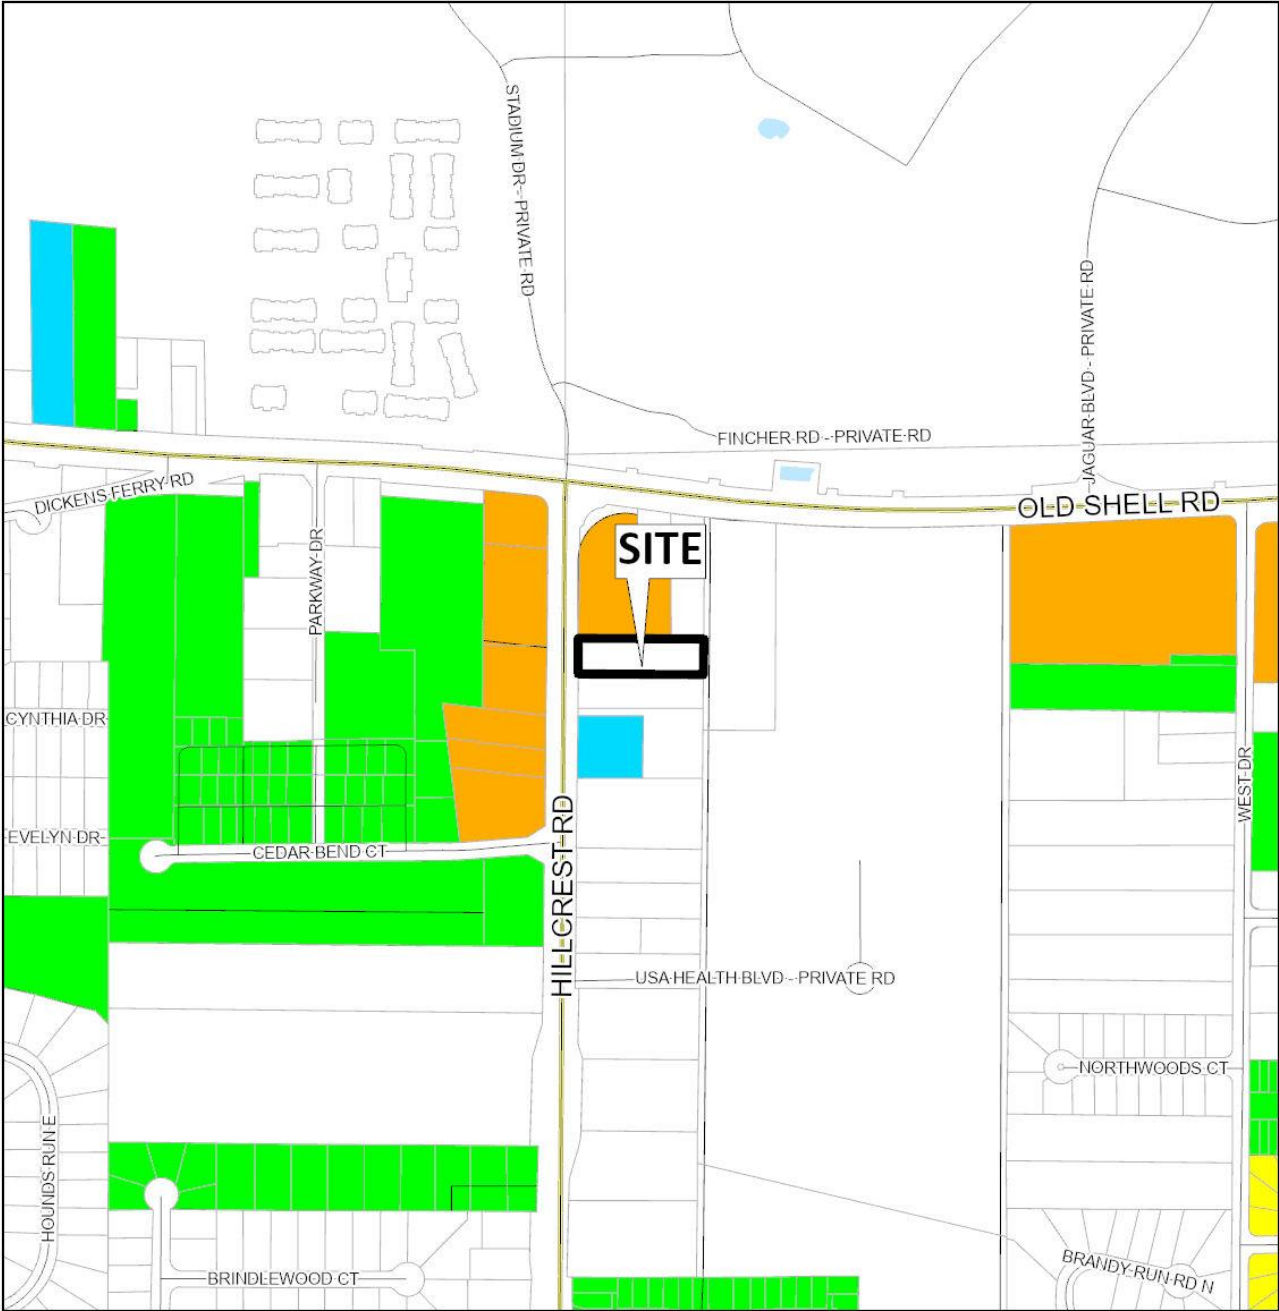 STADIUM DR - PRIVATE RD
JAGUAR BLVD - PRIVATE RD
FINCHER RD - PRIVATE RD
DICKENS FERRY RD
OLD SHELL RD
PARKWAY DR
SITE
CYNTHIA DR
WEST DR
EVELYN DR
CEDAR BEND CT
HILLCREST RD
USA HEALTH BLVD - PRIVATE RD
NORTHWOODS CT
HOUNDS RUN E
BRINDLEWOOD CT
BRANDY RUN RD N